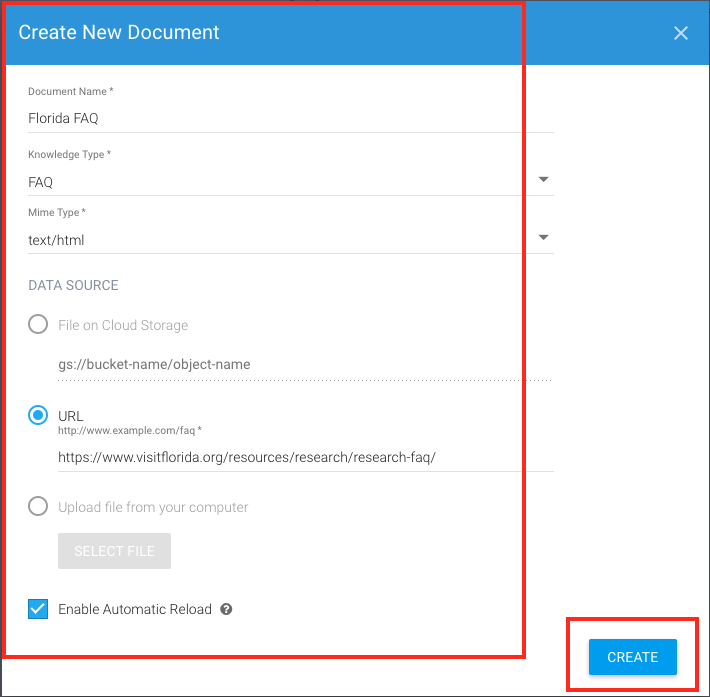 Create New Document
Document Name *
Florida FAQ
Knowledge Type *
FAQ
Mime Type *
text/html
DATA SOURCE
File on Cloud Storage
gs://bucket-name/object-name
URL
http://www.example.com/faq *
https://www.visitflorida.org/resources/research/research-faq/
Upload file from your computer
SELECT FILE
Enable Automatic Reload ?
CREATE